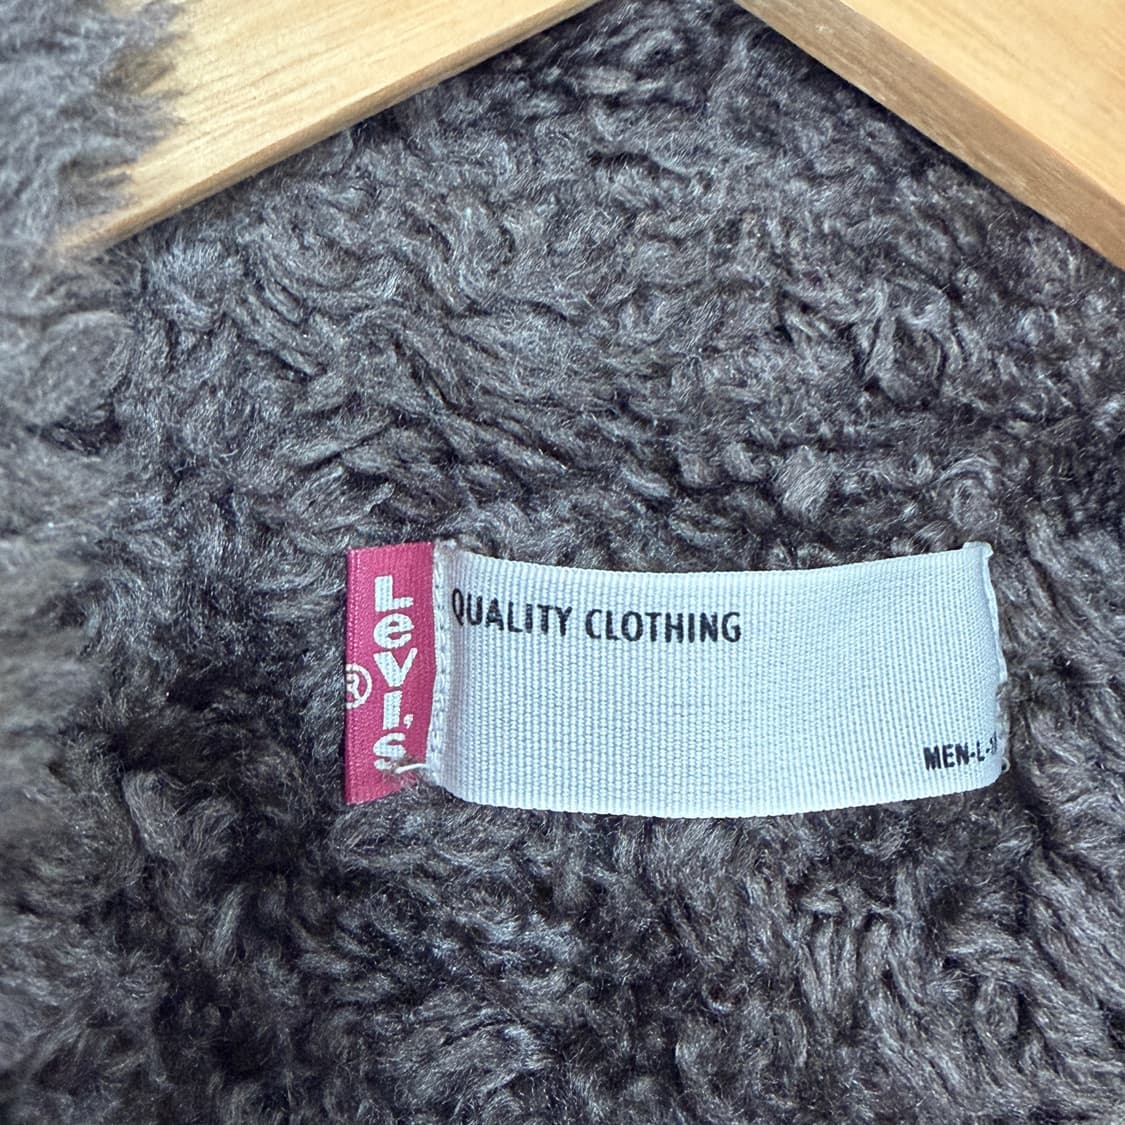 Levi's
®
QUALITY CLOTHING
MEN-L-